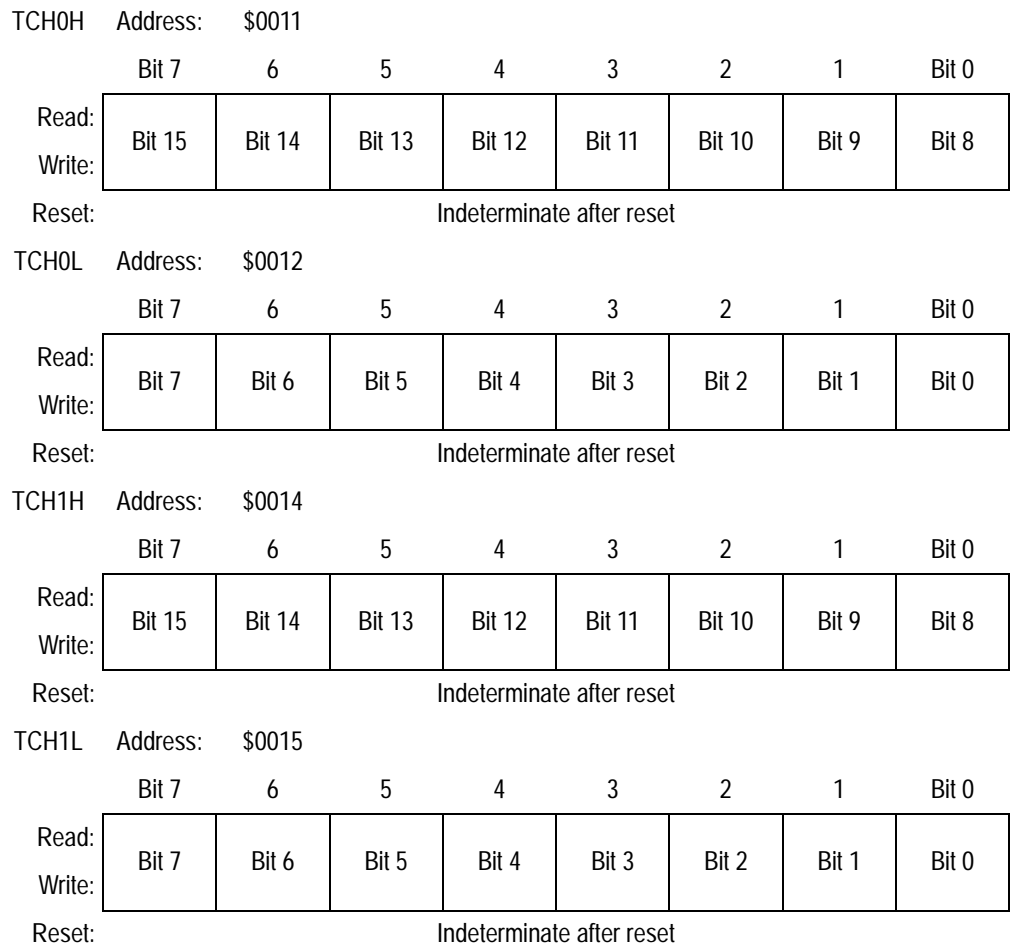 TCH0H Address: $0011
Bit 7 6 5 4 3 2 1 Bit 0
Read:
Bit 15 Bit 14 Bit 13 Bit 12 Bit 11 Bit 10 Bit 9 Bit 8
Write:
Reset: Indeterminate after reset
TCH0L Address: $0012
Bit 7 6 5 4 3 2 1 Bit 0
Read:
Bit 7 Bit 6 Bit 5 Bit 4 Bit 3 Bit 2 Bit 1 Bit 0
Write:
Reset: Indeterminate after reset
TCH1H Address: $0014
Bit 7 6 5 4 3 2 1 Bit 0
Read:
Bit 15 Bit 14 Bit 13 Bit 12 Bit 11 Bit 10 Bit 9 Bit 8
Write:
Reset: Indeterminate after reset
TCH1L Address: $0015
Bit 7 6 5 4 3 2 1 Bit 0
Read:
Bit 7 Bit 6 Bit 5 Bit 4 Bit 3 Bit 2 Bit 1 Bit 0
Write:
Reset: Indeterminate after reset